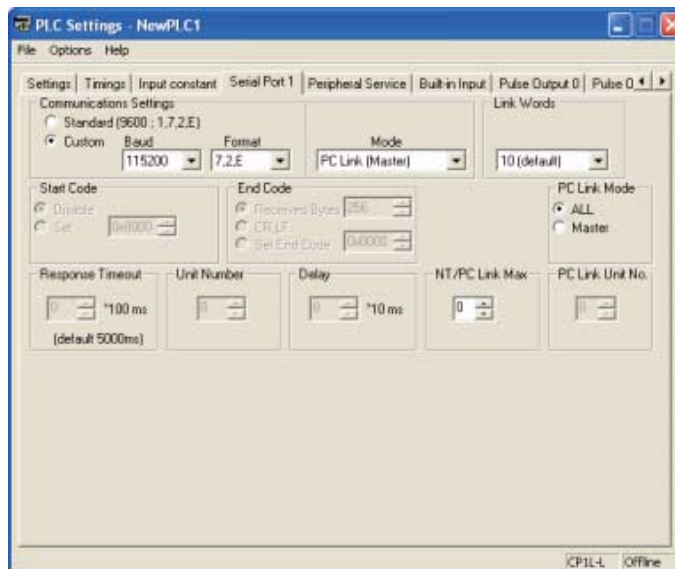 PLC Settings - NewPLC1
File Options Help
Settings Timings Input constant Serial Port 1 Peripheral Service Built-in Input Pulse Output 0 Pulse O
Communications Settings Link Words
Standard (9600 ; 1,7,2,E)
Custom Baud Format Mode
115200 7,2,E PC Link (Master) 10 (default)
Start Code End Code PC Link Mode
Disable Received Bytes 256 ALL
Set 0x0000 CR,LF Master
Set End Code 0x0000
Response Timeout Unit Number Delay NT/PC Link Max PC Link Unit No.
0 *100 ms 0 0 *10 ms 0 0
(default 5000ms)
CP1L-L Offline